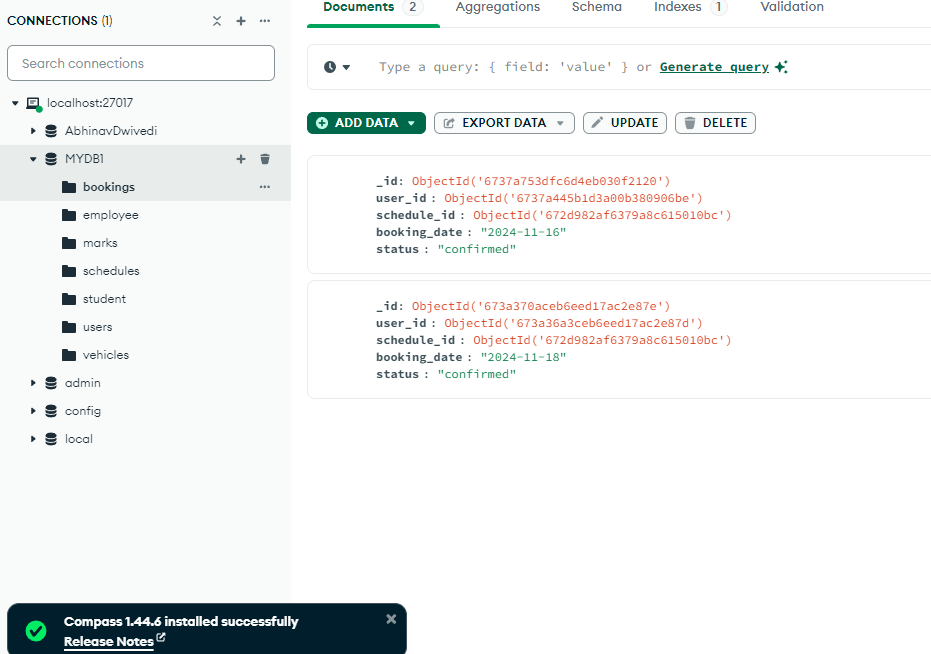 CONNECTIONS (1)
Search connections
localhost:27017
AbhinavDwivedi
MYDB1
bookings
employee
marks
schedules
student
users
vehicles
admin
config
local
Documents 2 Aggregations Schema Indexes 1 Validation
Type a query: { field: 'value' } or Generate query
ADD DATA EXPORT DATA UPDATE DELETE
_id: ObjectId('6737a753dfc6d4eb030f2120')
user_id : ObjectId('6737a445b1d3a00b380906be')
schedule_id : ObjectId('672d982af6379a8c615010bc')
booking_date : "2024-11-16"
status : "confirmed"
_id: ObjectId('673a370aceb6eed17ac2e87e')
user_id : ObjectId('673a36a3ceb6eed17ac2e87d')
schedule_id : ObjectId('672d982af6379a8c615010bc')
booking_date : "2024-11-18"
status : "confirmed"
Compass 1.44.6 installed successfully
Release Notes